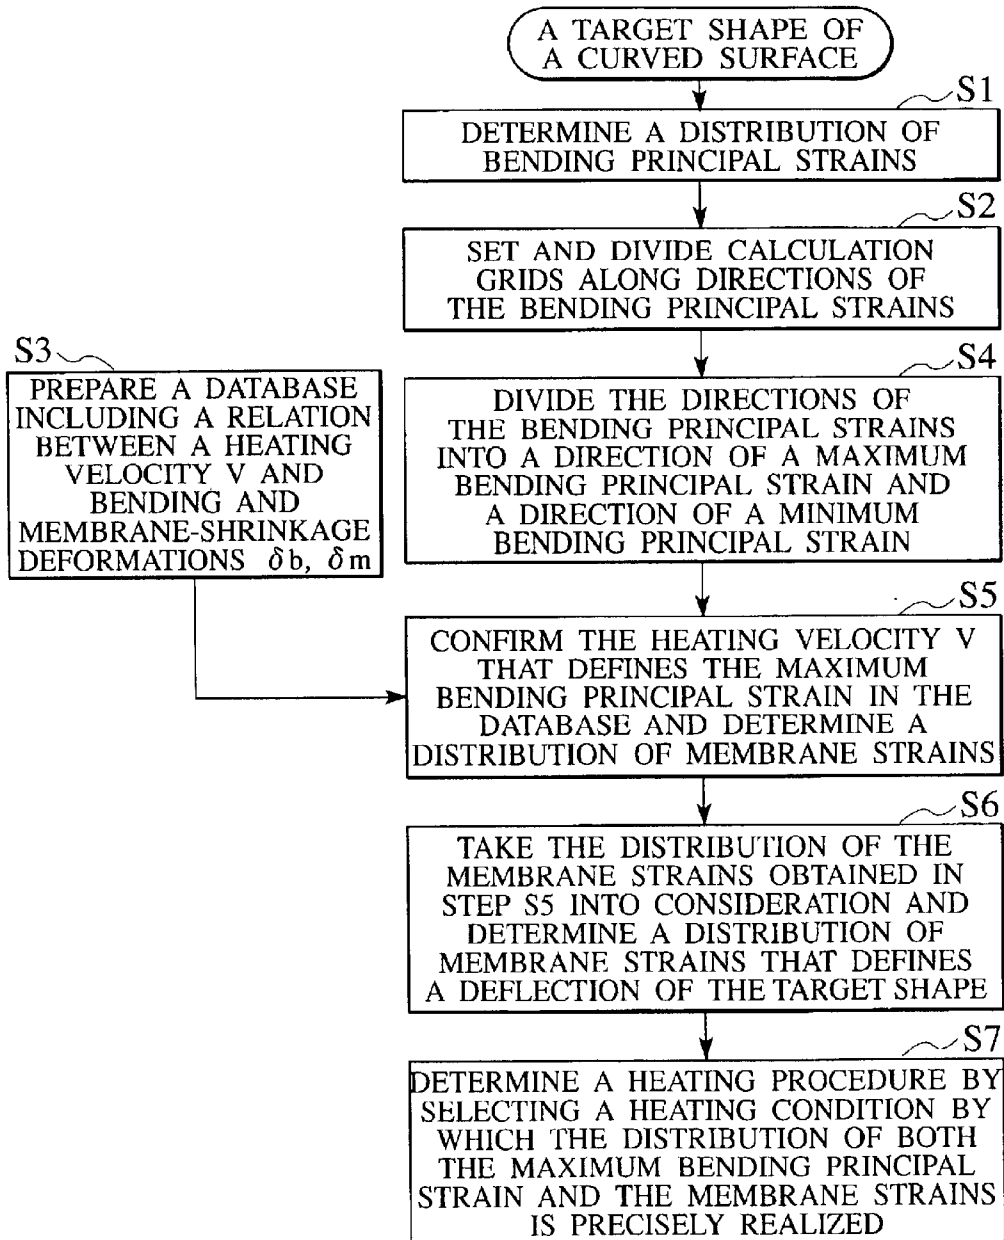 A TARGET SHAPE OF
A CURVED SURFACE
S1
DETERMINE A DISTRIBUTION OF
BENDING PRINCIPAL STRAINS
S2
SET AND DIVIDE CALCULATION
GRIDS ALONG DIRECTIONS OF
THE BENDING PRINCIPAL STRAINS
S3
PREPARE A DATABASE
INCLUDING A RELATION
BETWEEN A HEATING
VELOCITY V AND
BENDING AND
MEMBRANE-SHRINKAGE
DEFORMATIONS δb, δm
S4
DIVIDE THE DIRECTIONS OF
THE BENDING PRINCIPAL STRAINS
INTO A DIRECTION OF A MAXIMUM
BENDING PRINCIPAL STRAIN AND
A DIRECTION OF A MINIMUM
BENDING PRINCIPAL STRAIN
S5
CONFIRM THE HEATING VELOCITY V
THAT DEFINES THE MAXIMUM
BENDING PRINCIPAL STRAIN IN THE
DATABASE AND DETERMINE A
DISTRIBUTION OF MEMBRANE STRAINS
S6
TAKE THE DISTRIBUTION OF THE
MEMBRANE STRAINS OBTAINED IN
STEP S5 INTO CONSIDERATION AND
DETERMINE A DISTRIBUTION OF
MEMBRANE STRAINS THAT DEFINES
A DEFLECTION OF THE TARGET SHAPE
S7
DETERMINE A HEATING PROCEDURE BY
SELECTING A HEATING CONDITION BY
WHICH THE DISTRIBUTION OF BOTH
THE MAXIMUM BENDING PRINCIPAL
STRAIN AND THE MEMBRANE STRAINS
IS PRECISELY REALIZED